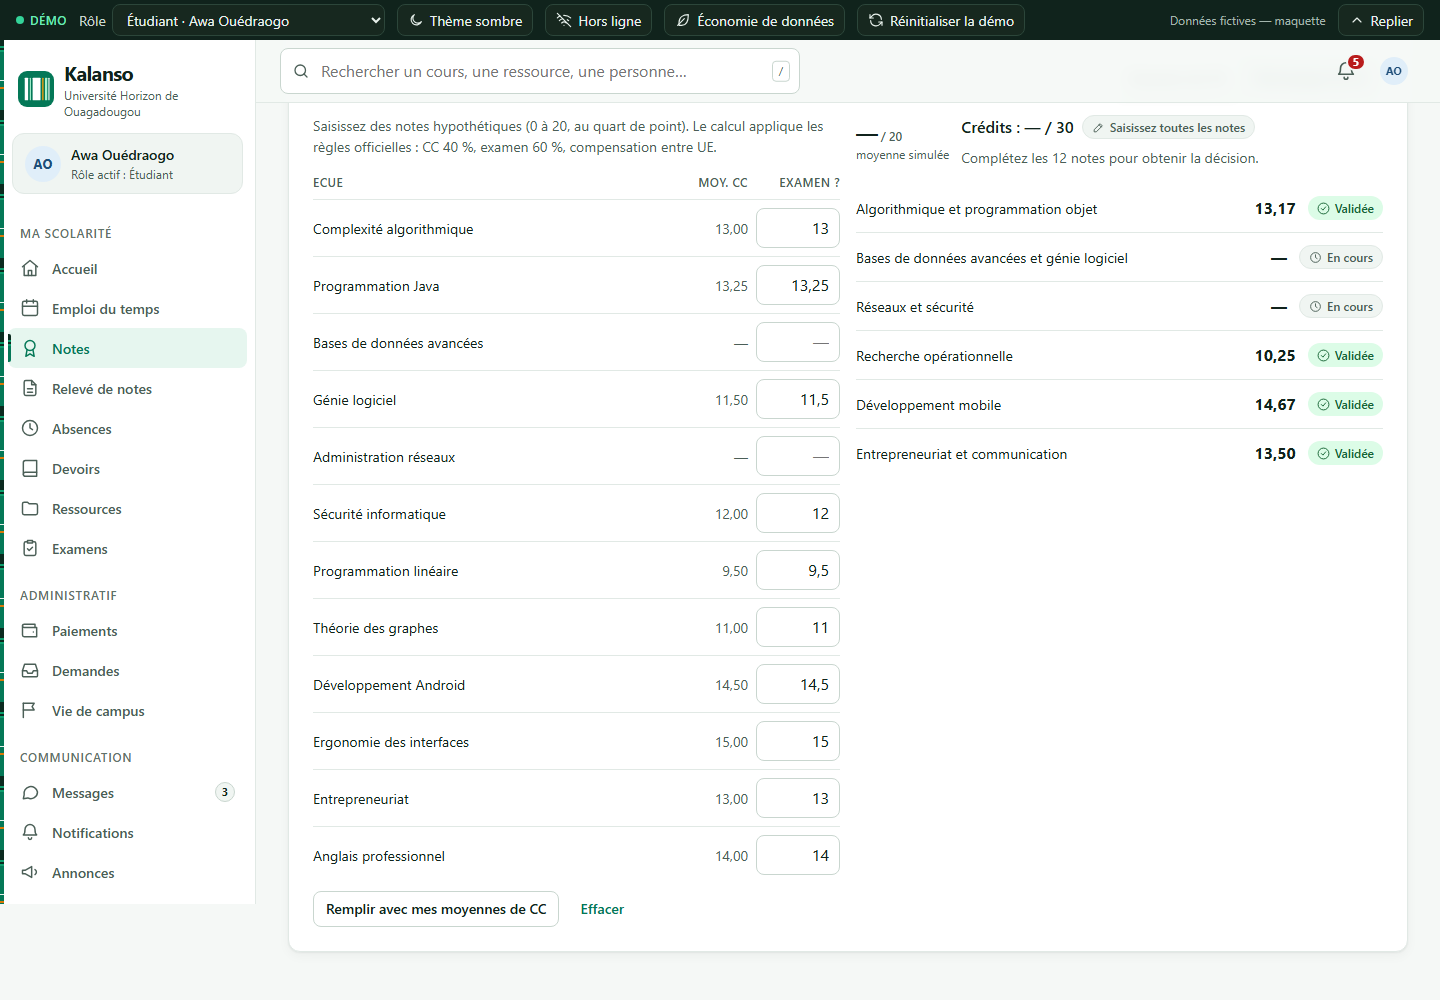 DÉMO Rôle Étudiant · Awa Ouédraogo Thème sombre Hors ligne Économie de données Réinitialiser la démo Données fictives — maquette Replier
Kalanso
Université Horizon de
Ouagadougou
AO
Awa Ouédraogo
Rôle actif : Étudiant
MA SCOLARITÉ
Accueil
Emploi du temps
Notes
Relevé de notes
Absences
Devoirs
Ressources
Examens
ADMINISTRATIF
Paiements
Demandes
Vie de campus
COMMUNICATION
Messages 3
Notifications
Annonces
Rechercher un cours, une ressource, une personne... /
5
AO
Saisissez des notes hypothétiques (0 à 20, au quart de point). Le calcul applique les
règles officielles : CC 40 %, examen 60 %, compensation entre UE.
ECUE MOY. CC EXAMEN ?
Complexité algorithmique 13,00 13
Programmation Java 13,25 13,25
Bases de données avancées — —
Génie logiciel 11,50 11,5
Administration réseaux — —
Sécurité informatique 12,00 12
Programmation linéaire 9,50 9,5
Théorie des graphes 11,00 11
Développement Android 14,50 14,5
Ergonomie des interfaces 15,00 15
Entrepreneuriat 13,00 13
Anglais professionnel 14,00 14
Remplir avec mes moyennes de CC Effacer
— / 20
moyenne simulée
Crédits : — / 30 Saisissez toutes les notes
Complétez les 12 notes pour obtenir la décision.
Algorithmique et programmation objet 13,17 Validée
Bases de données avancées et génie logiciel — En cours
Réseaux et sécurité — En cours
Recherche opérationnelle 10,25 Validée
Développement mobile 14,67 Validée
Entrepreneuriat et communication 13,50 Validée